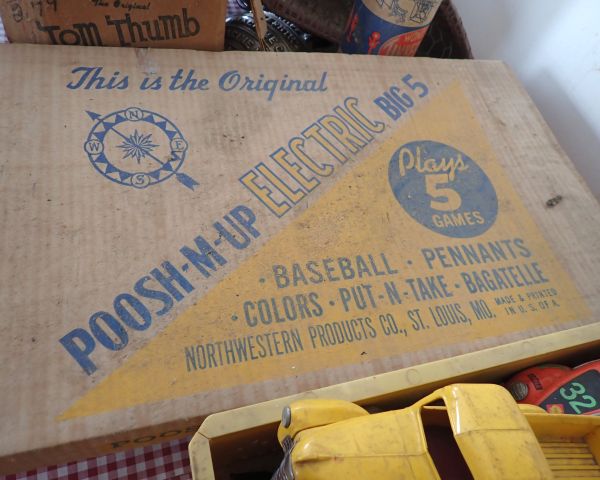 The Original
Tom Thumb
This is the Original
N
W E
S
POOSH-M-UP ELECTRIC BIG 5
Plays
5
GAMES
· BASEBALL · PENNANTS
· COLORS · PUT-N-TAKE · BAGATELLE
NORTHWESTERN PRODUCTS CO., ST. LOUIS, MO. MADE & PRINTED
IN U.S. OF A.
32